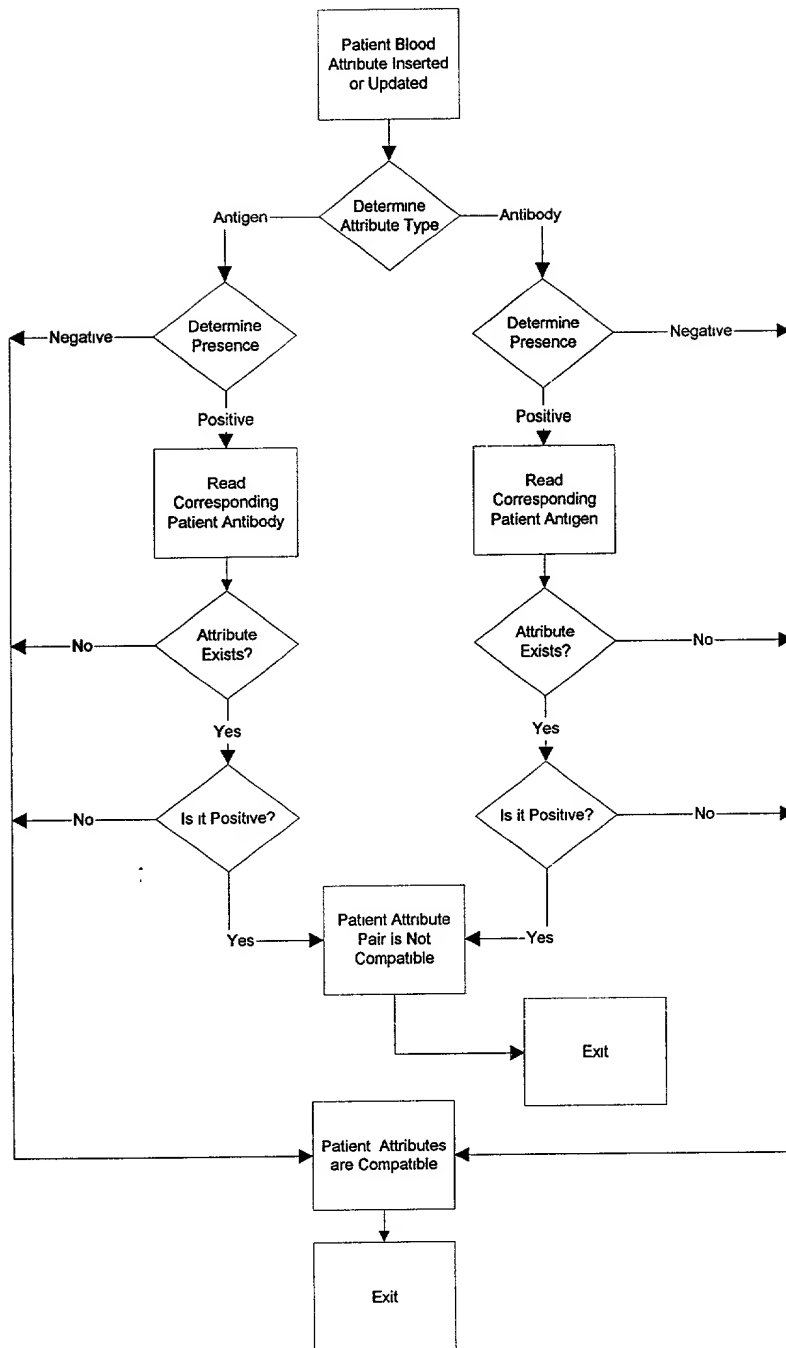 Patient Blood
Attribute Inserted
or Updated
Determine
Attribute Type
Antigen
Antibody
Determine
Presence
Negative
Determine
Presence
Negative
Positive
Positive
Read
Corresponding
Patient Antibody
Read
Corresponding
Patient Antigen
Attribute
Exists?
No
Attribute
Exists?
No
Yes
Yes
Is it Positive?
No
Is it Positive?
No
Yes
Patient Attribute
Pair is Not
Compatible
Yes
Exit
Patient Attributes
are Compatible
Exit